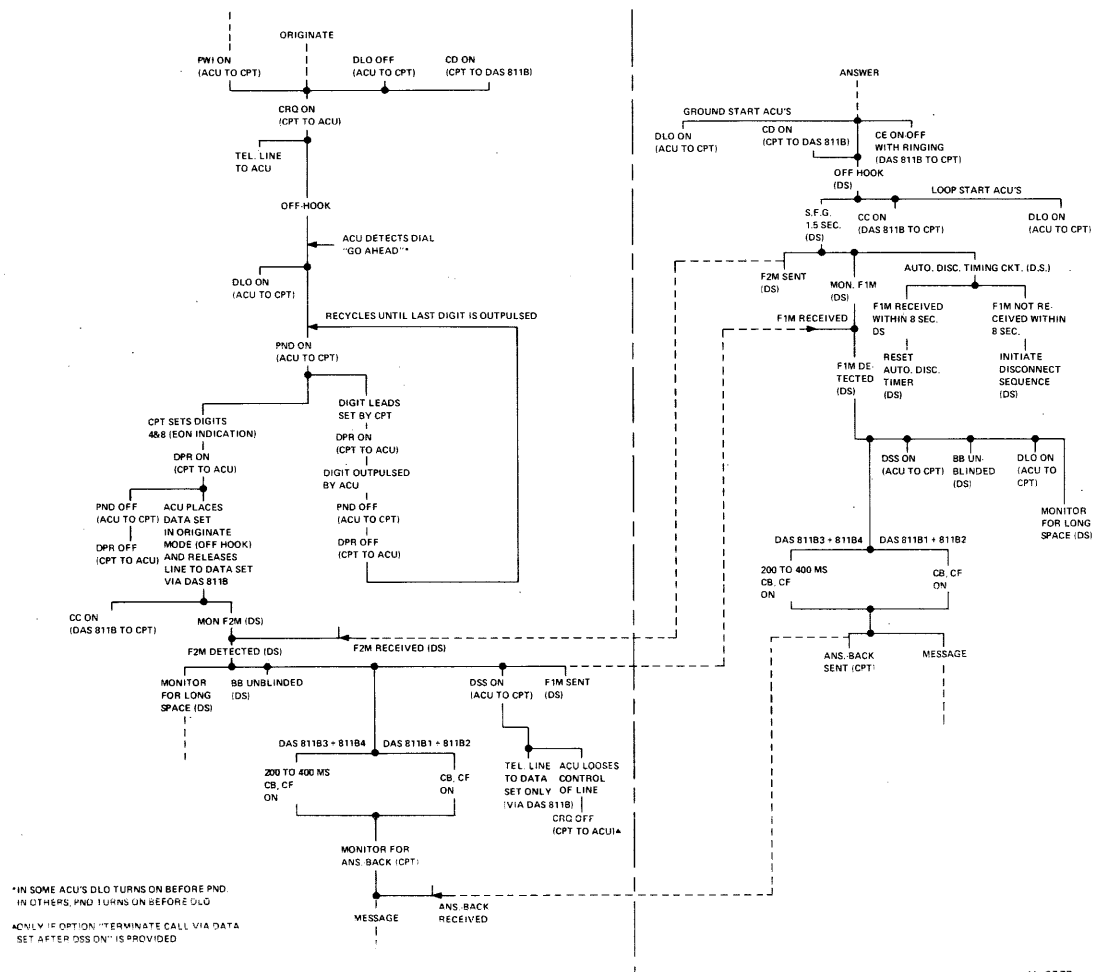 ORIGINATE
PWI ON
(ACU TO CPT)
DLO OFF
(ACU TO CPT)
CD ON
(CPT TO DAS 811B)
CRQ ON
(CPT TO ACU)
TEL. LINE
TO ACU
OFF-HOOK
ACU DETECTS DIAL
"GO AHEAD"*
DLO ON
(ACU TO CPT)
RECYCLES UNTIL LAST DIGIT IS OUTPULSED
PND ON
(ACU TO CPT)
DIGIT LEADS
SET BY CPT
DPR ON
(CPT TO ACU)
DIGIT OUTPULSED
BY ACU
PND OFF
(ACU TO CPT)
DPR OFF
(CPT TO ACU)
CPT SETS DIGITS
4&8 (EON INDICATION)
DPR ON
(CPT TO ACU)
PND OFF
(ACU TO CPT)
DPR OFF
(CPT TO ACU)
ACU PLACES
DATA SET
IN ORIGINATE
MODE (OFF HOOK)
AND RELEASES
LINE TO DATA SET
VIA DAS 811B
CC ON
(DAS 811B TO CPT)
MON F2M (DS)
F2M DETECTED (DS)
F2M RECEIVED (DS)
MONITOR
FOR LONG
SPACE (DS)
BB UNBLINDED
(DS)
DSS ON
(ACU TO CPT)
F1M SENT
(DS)
DAS 811B3 + 811B4
DAS 811B1 + 811B2
200 TO 400 MS
CB, CF
ON
CB, CF
ON
TEL. LINE
TO DATA
SET ONLY
(VIA DAS 811B)
ACU LOOSES
CONTROL
OF LINE
CRQ OFF
(CPT TO ACU)▲
MONITOR FOR
ANS.-BACK (CPT)
MESSAGE
ANS.-BACK
RECEIVED
*IN SOME ACU'S DLO TURNS ON BEFORE PND.
IN OTHERS, PND TURNS ON BEFORE DLO
▲ONLY IF OPTION "TERMINATE CALL VIA DATA
SET AFTER DSS ON" IS PROVIDED
ANSWER
GROUND START ACU'S
DLO ON
(ACU TO CPT)
CD ON
(CPT TO DAS 811B)
CE ON-OFF
WITH RINGING
(DAS 811B TO CPT)
OFF HOOK
(DS)
LOOP START ACU'S
S.F.G.
1.5 SEC.
(DS)
CC ON
(DAS 811B TO CPT)
DLO ON
(ACU TO CPT)
F2M SENT
(DS)
MON. F1M
(DS)
AUTO. DISC. TIMING CKT. (D.S.)
F1M RECEIVED
F1M RECEIVED
WITHIN 8 SEC.
DS
F1M NOT RE-
CEIVED WITHIN
8 SEC.
F1M DE-
TECTED
(DS)
RESET
AUTO. DISC.
TIMER
(DS)
INITIATE
DISCONNECT
SEQUENCE
(DS)
DSS ON
(ACU TO CPT)
BB UN-
BLINDED
(DS)
DLO ON
(ACU TO
CPT)
MONITOR
FOR LONG
SPACE (DS)
DAS 811B3 + 811B4
DAS 811B1 + 811B2
200 TO 400 MS
CB, CF
ON
CB, CF
ON
ANS.-BACK
SENT (CPT)
MESSAGE